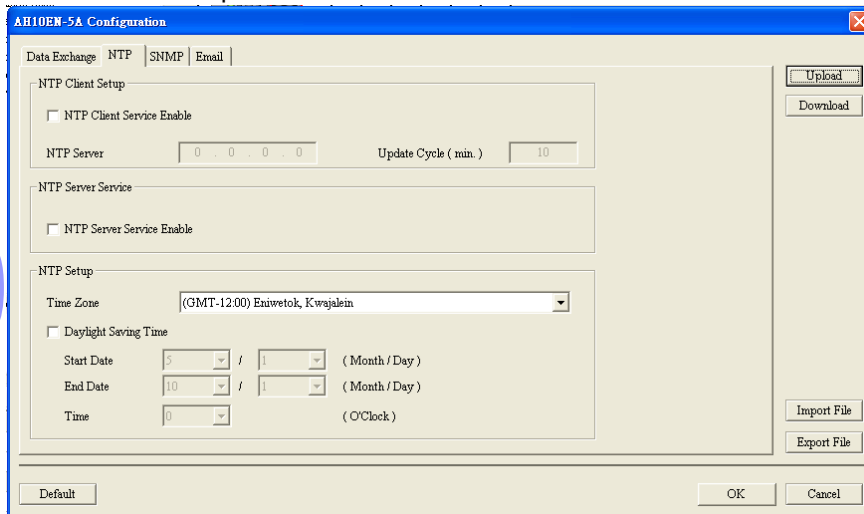 AH10EN-5A Configuration
Data Exchange NTP SNMP Email
NTP Client Setup
NTP Client Service Enable
NTP Server 0 . 0 . 0 . 0 Update Cycle ( min. ) 10
NTP Server Service
NTP Server Service Enable
NTP Setup
Time Zone (GMT-12:00) Eniwetok, Kwajalein
Daylight Saving Time
Start Date 5 / 1 ( Month / Day )
End Date 10 / 1 ( Month / Day )
Time 0 ( O'Clock )
Upload
Download
Import File
Export File
Default OK Cancel